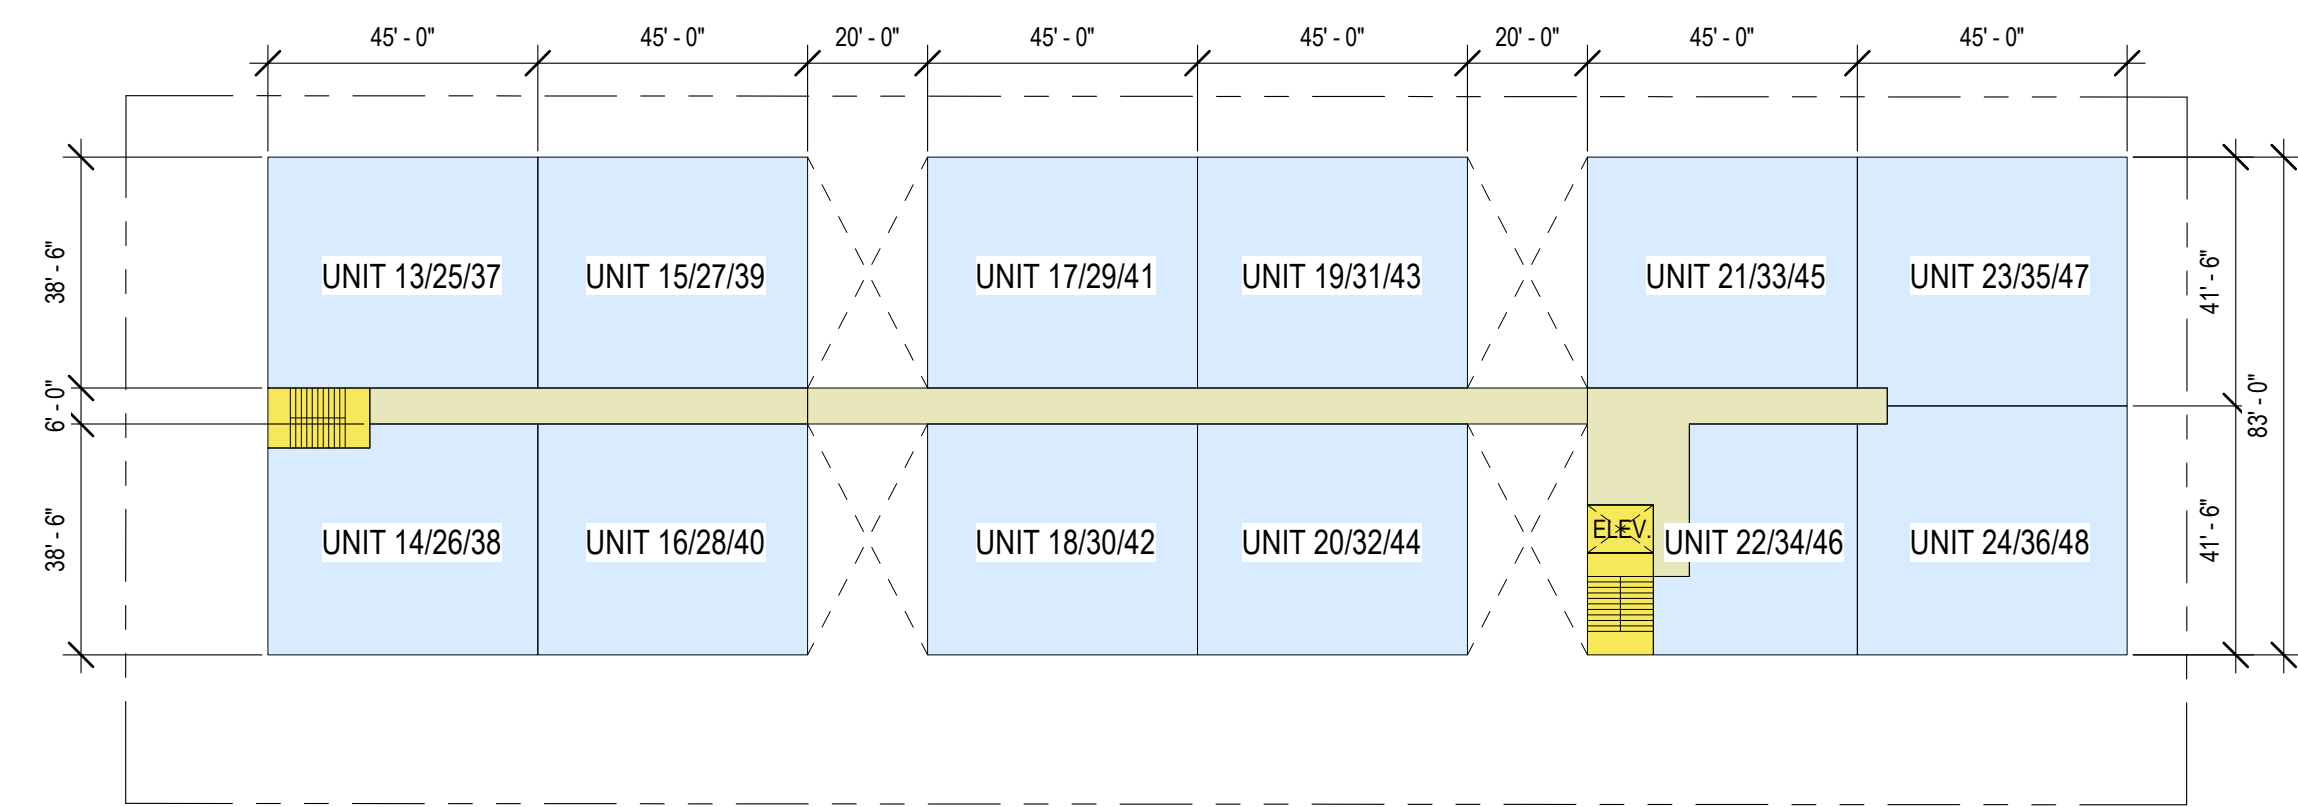 45' - 0" 45' - 0" 20' - 0" 45' - 0" 45' - 0" 20' - 0" 45' - 0" 45' - 0"
38' - 6"
6' - 0"
38' - 6"
UNIT 13/25/37 UNIT 15/27/39 UNIT 17/29/41 UNIT 19/31/43 UNIT 21/33/45 UNIT 23/35/47
UNIT 14/26/38 UNIT 16/28/40 UNIT 18/30/42 UNIT 20/32/44 ELEV. UNIT 22/34/46 UNIT 24/36/48
41' - 6"
83' - 0"
41' - 6"